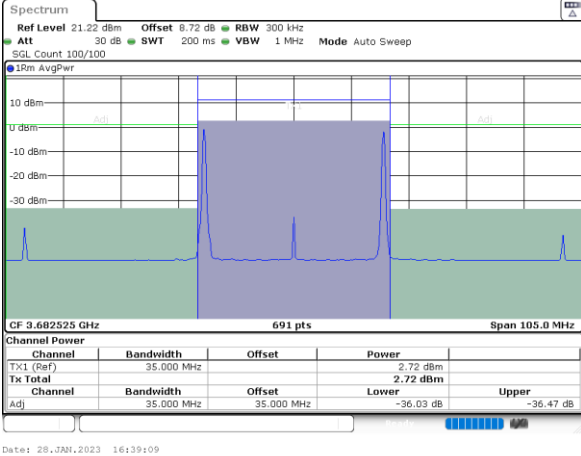 Spectrum
Ref Level 21.22 dBm Offset 8.72 dB RBW 300 kHz
Att 30 dB SWT 200 ms VBW 1 MHz Mode Auto Sweep
SGL Count 100/100
1Rm AvgPwr
10 dBm
Adj Adj
0 dBm
-10 dBm
-20 dBm
-30 dBm
CF 3.682525 GHz 691 pts Span 105.0 MHz
Channel Power
Channel Bandwidth Offset Power
TX1 (Ref) 35.000 MHz 2.72 dBm
Tx Total 2.72 dBm
Channel Bandwidth Offset Lower Upper
Adj 35.000 MHz 35.000 MHz -36.03 dB -36.47 dB
Ready
Date: 28.JAN.2023 16:39:09